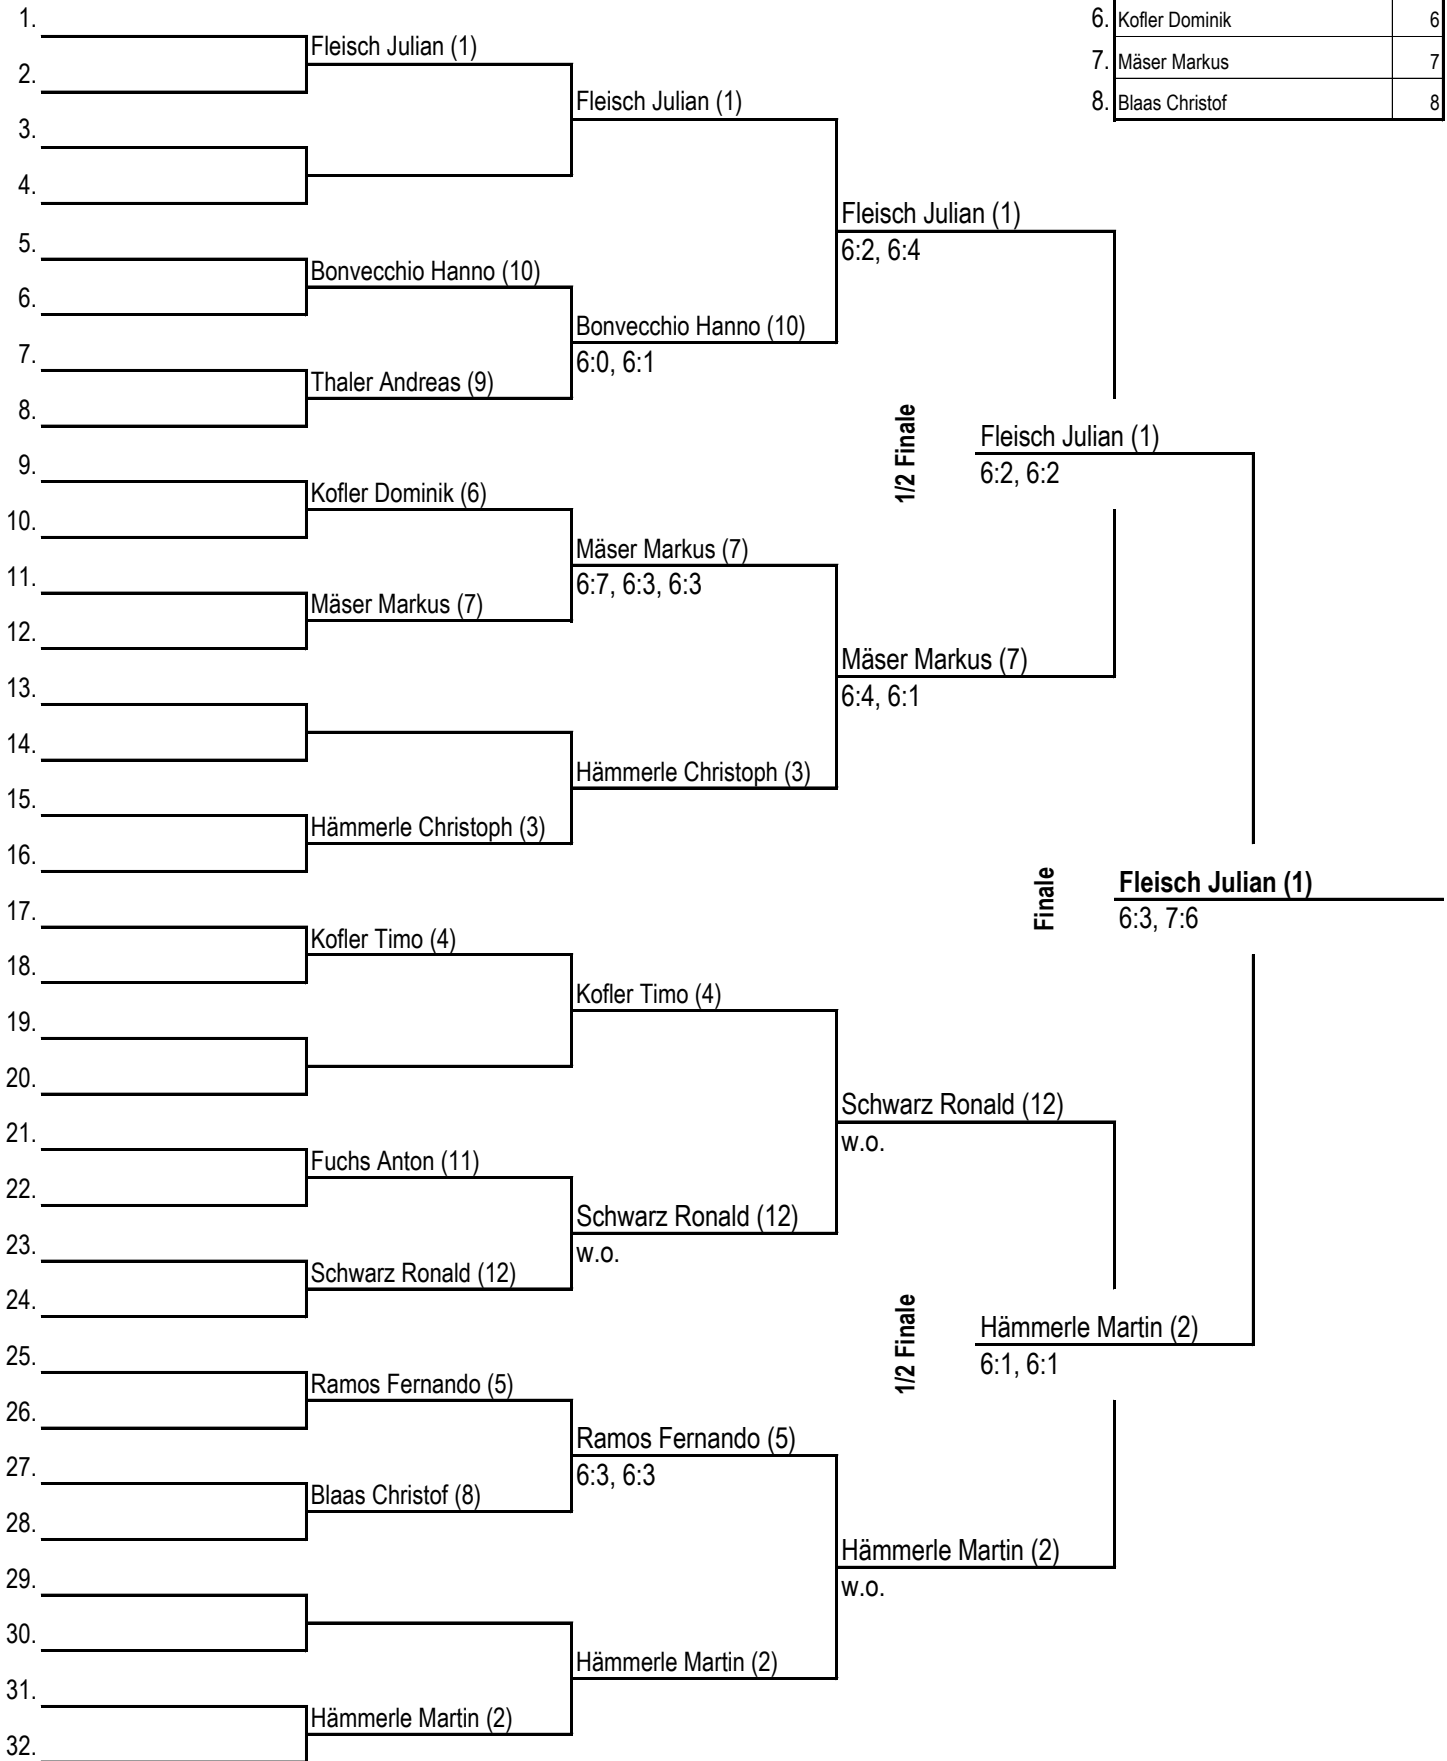 6. Kofler Dominik 6
7. Mäser Markus 7
8. Blaas Christof 8
1.
Fleisch Julian (1)
2.
Fleisch Julian (1)
3.
4.
Fleisch Julian (1)
6:2, 6:4
5.
Bonvecchio Hanno (10)
6.
Bonvecchio Hanno (10)
6:0, 6:1
7.
Thaler Andreas (9)
8.
1/2 Finale
Fleisch Julian (1)
6:2, 6:2
9.
Kofler Dominik (6)
10.
Mäser Markus (7)
6:7, 6:3, 6:3
11.
Mäser Markus (7)
12.
Mäser Markus (7)
6:4, 6:1
13.
14.
Hämmerle Christoph (3)
15.
Hämmerle Christoph (3)
16.
Finale
Fleisch Julian (1)
6:3, 7:6
17.
Kofler Timo (4)
18.
Kofler Timo (4)
19.
20.
Schwarz Ronald (12)
w.o.
21.
Fuchs Anton (11)
22.
Schwarz Ronald (12)
w.o.
23.
Schwarz Ronald (12)
24.
1/2 Finale
Hämmerle Martin (2)
6:1, 6:1
25.
Ramos Fernando (5)
26.
Ramos Fernando (5)
6:3, 6:3
27.
Blaas Christof (8)
28.
Hämmerle Martin (2)
w.o.
29.
30.
Hämmerle Martin (2)
31.
Hämmerle Martin (2)
32.